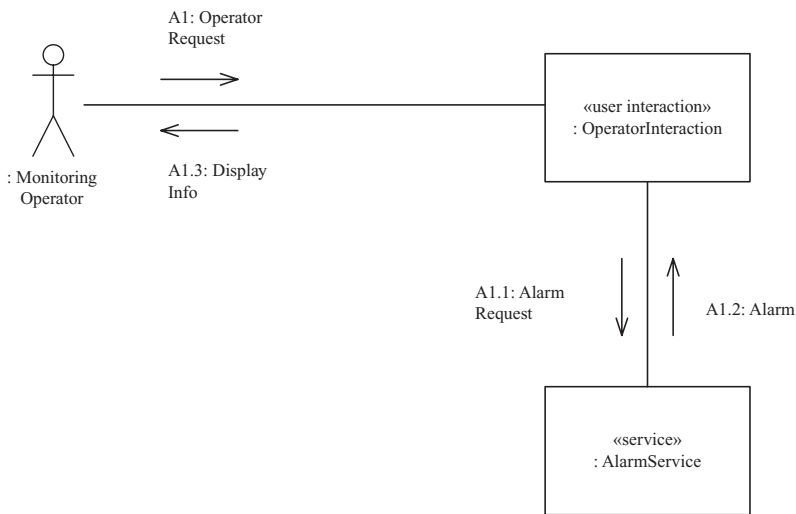 A1: Operator
Request
«user interaction»
: OperatorInteraction
A1.3: Display
Info
: Monitoring
Operator
A1.1: Alarm
Request
A1.2: Alarm
«service»
: AlarmService